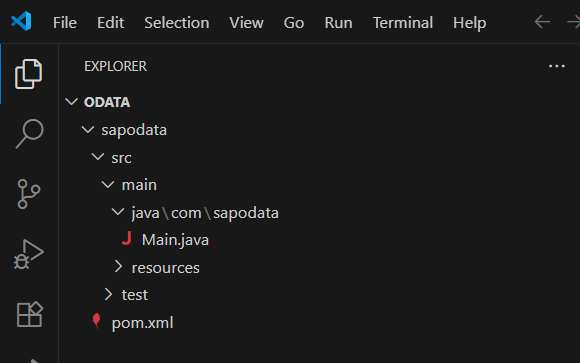 File Edit Selection View Go Run Terminal Help
EXPLORER
ODATA
sapodata
src
main
java\com\sapodata
J Main.java
resources
test
pom.xml